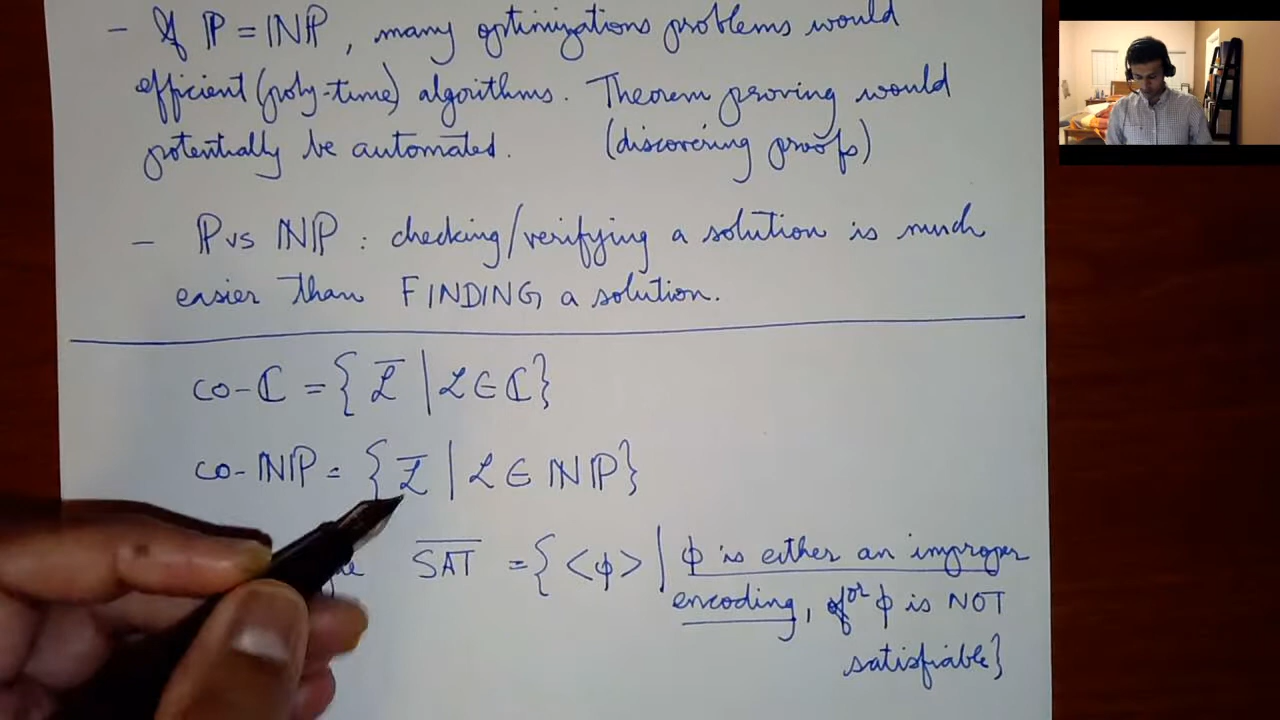 - If P = NP, many optimizations problems would
efficient (poly-time) algorithms. Theorem proving would
potentially be automated. (discovering proofs)
- P vs NP : checking/verifying a solution is much
easier than FINDING a solution.
co-ℂ = { L̅ | L ∈ ℂ }
co-NP = { L̅ | L ∈ NP }
S̅A̅T̅ = { <φ> | φ is either an improper
encoding, or φ is NOT
satisfiable}